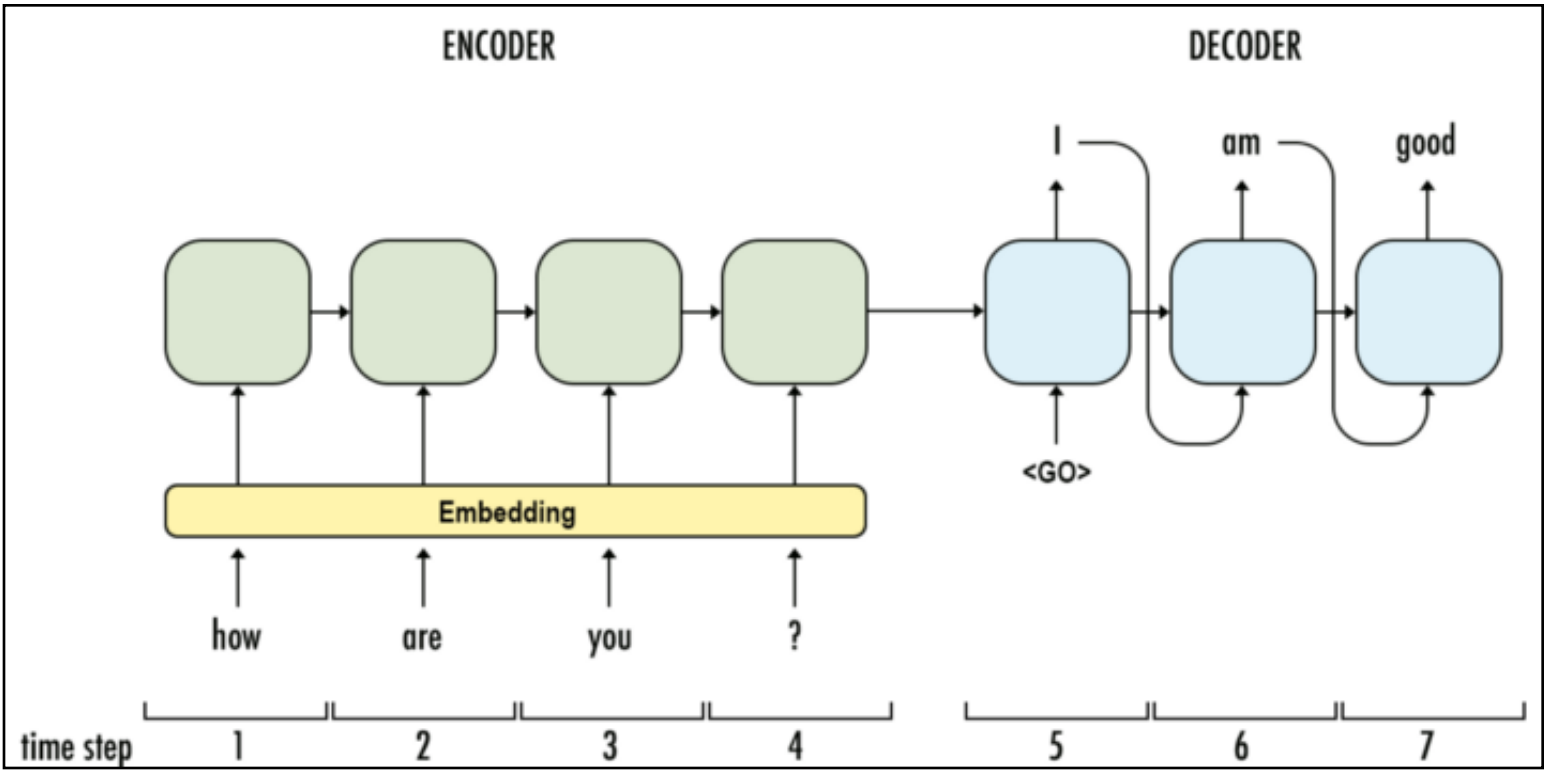 ENCODER DECODER
I am good
<GO>
Embedding
how are you ?
time step 1 2 3 4 5 6 7